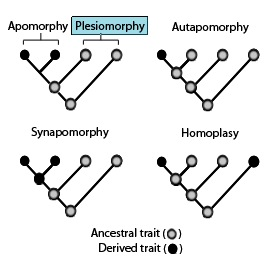 Apomorphy Plesiomorphy Autapomorphy
Synapomorphy Homoplasy
Ancestral trait ( )
Derived trait ( )